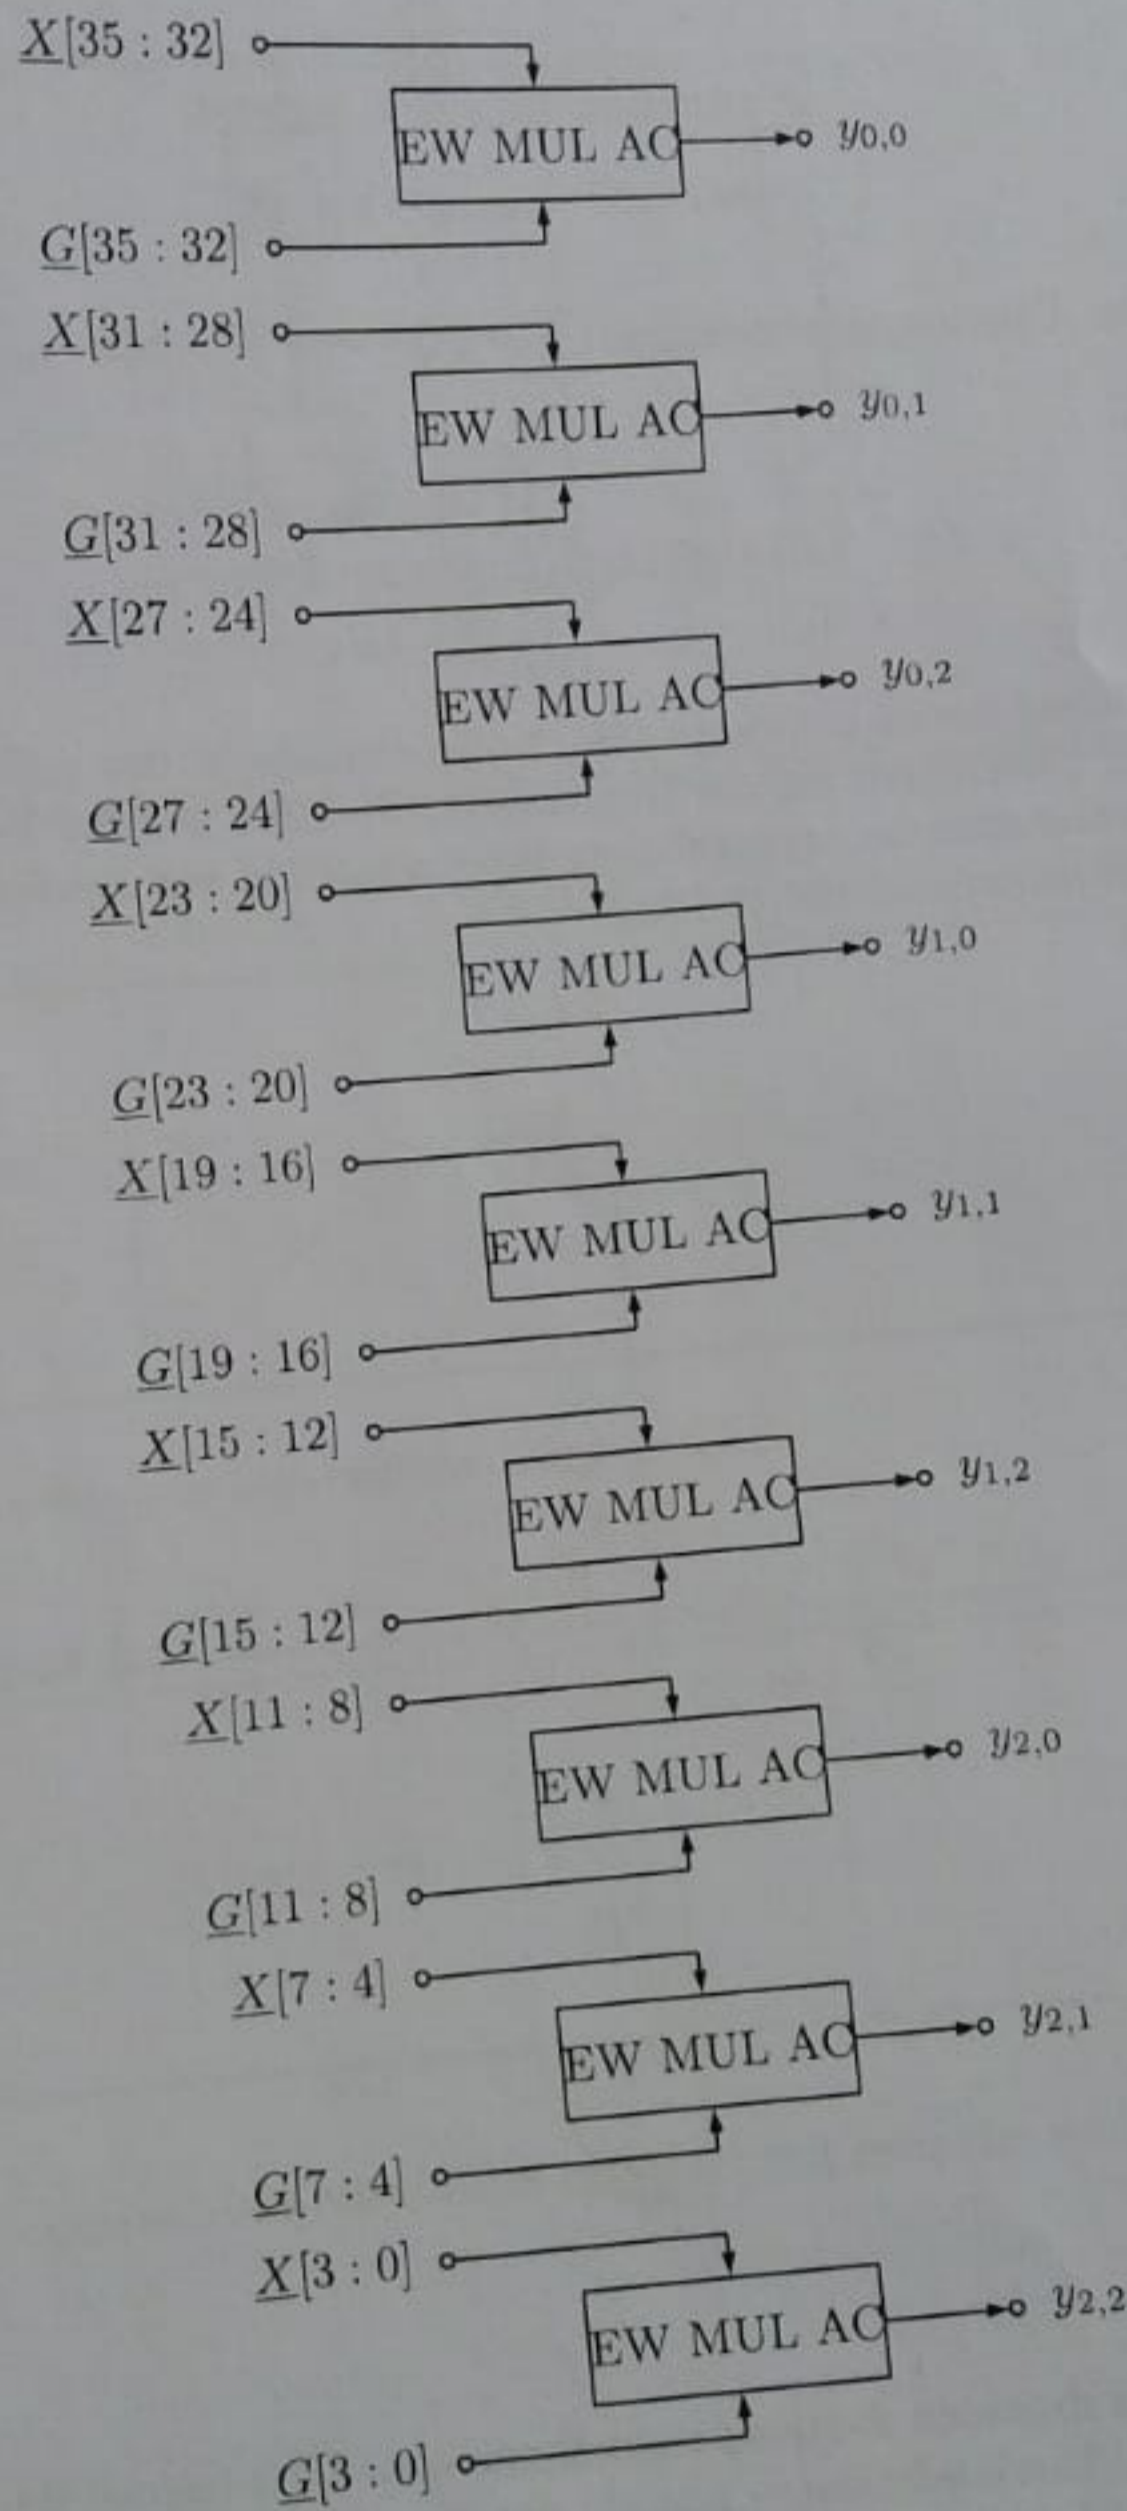 X[35 : 32]
EW MUL AC
y0,0
G[35 : 32]
X[31 : 28]
EW MUL AC
y0,1
G[31 : 28]
X[27 : 24]
EW MUL AC
y0,2
G[27 : 24]
X[23 : 20]
EW MUL AC
y1,0
G[23 : 20]
X[19 : 16]
EW MUL AC
y1,1
G[19 : 16]
X[15 : 12]
EW MUL AC
y1,2
G[15 : 12]
X[11 : 8]
EW MUL AC
y2,0
G[11 : 8]
X[7 : 4]
EW MUL AC
y2,1
G[7 : 4]
X[3 : 0]
EW MUL AC
y2,2
G[3 : 0]